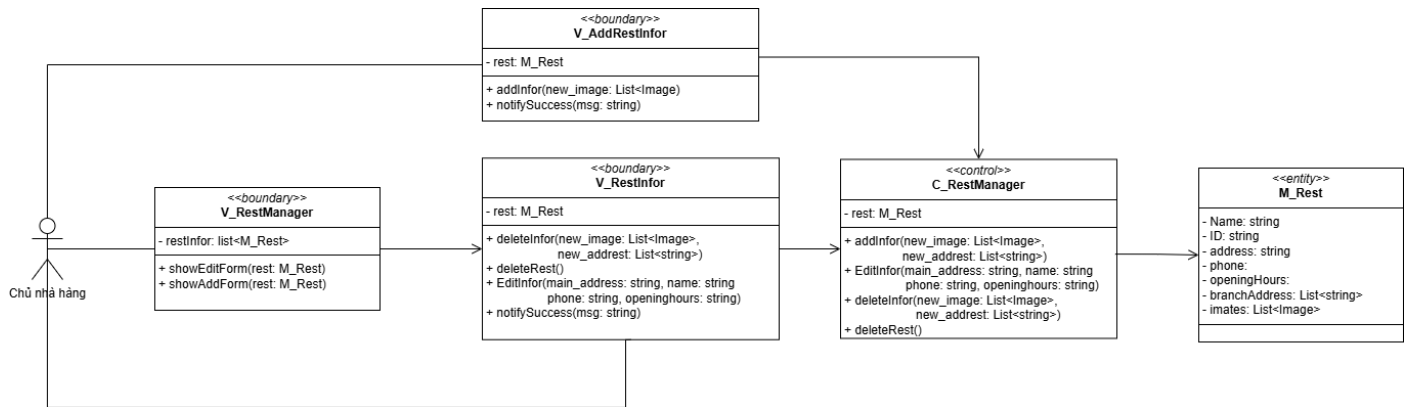 <<boundary>>
V_AddRestInfor
- rest: M_Rest
+ addInfor(new_image: List<Image)
+ notifySuccess(msg: string)
Chủ nhà hàng
<<boundary>>
V_RestManager
- restInfor: list<M_Rest>
+ showEditForm(rest: M_Rest)
+ showAddForm(rest: M_Rest)
<<boundary>>
V_RestInfor
- rest: M_Rest
+ deleteInfor(new_image: List<Image>,
new_addrest: List<string>)
+ deleteRest()
+ EditInfor(main_address: string, name: string
phone: string, openinghours: string)
+ notifySuccess(msg: string)
<<control>>
C_RestManager
- rest: M_Rest
+ addInfor(new_image: List<Image>,
new_addrest: List<string>)
+ EditInfor(main_address: string, name: string
phone: string, openinghours: string)
+ deleteInfor(new_image: List<Image>,
new_addrest: List<string>)
+ deleteRest()
<<entity>>
M_Rest
- Name: string
- ID: string
- address: string
- phone:
- openingHours:
- branchAddress: List<string>
- imates: List<Image>